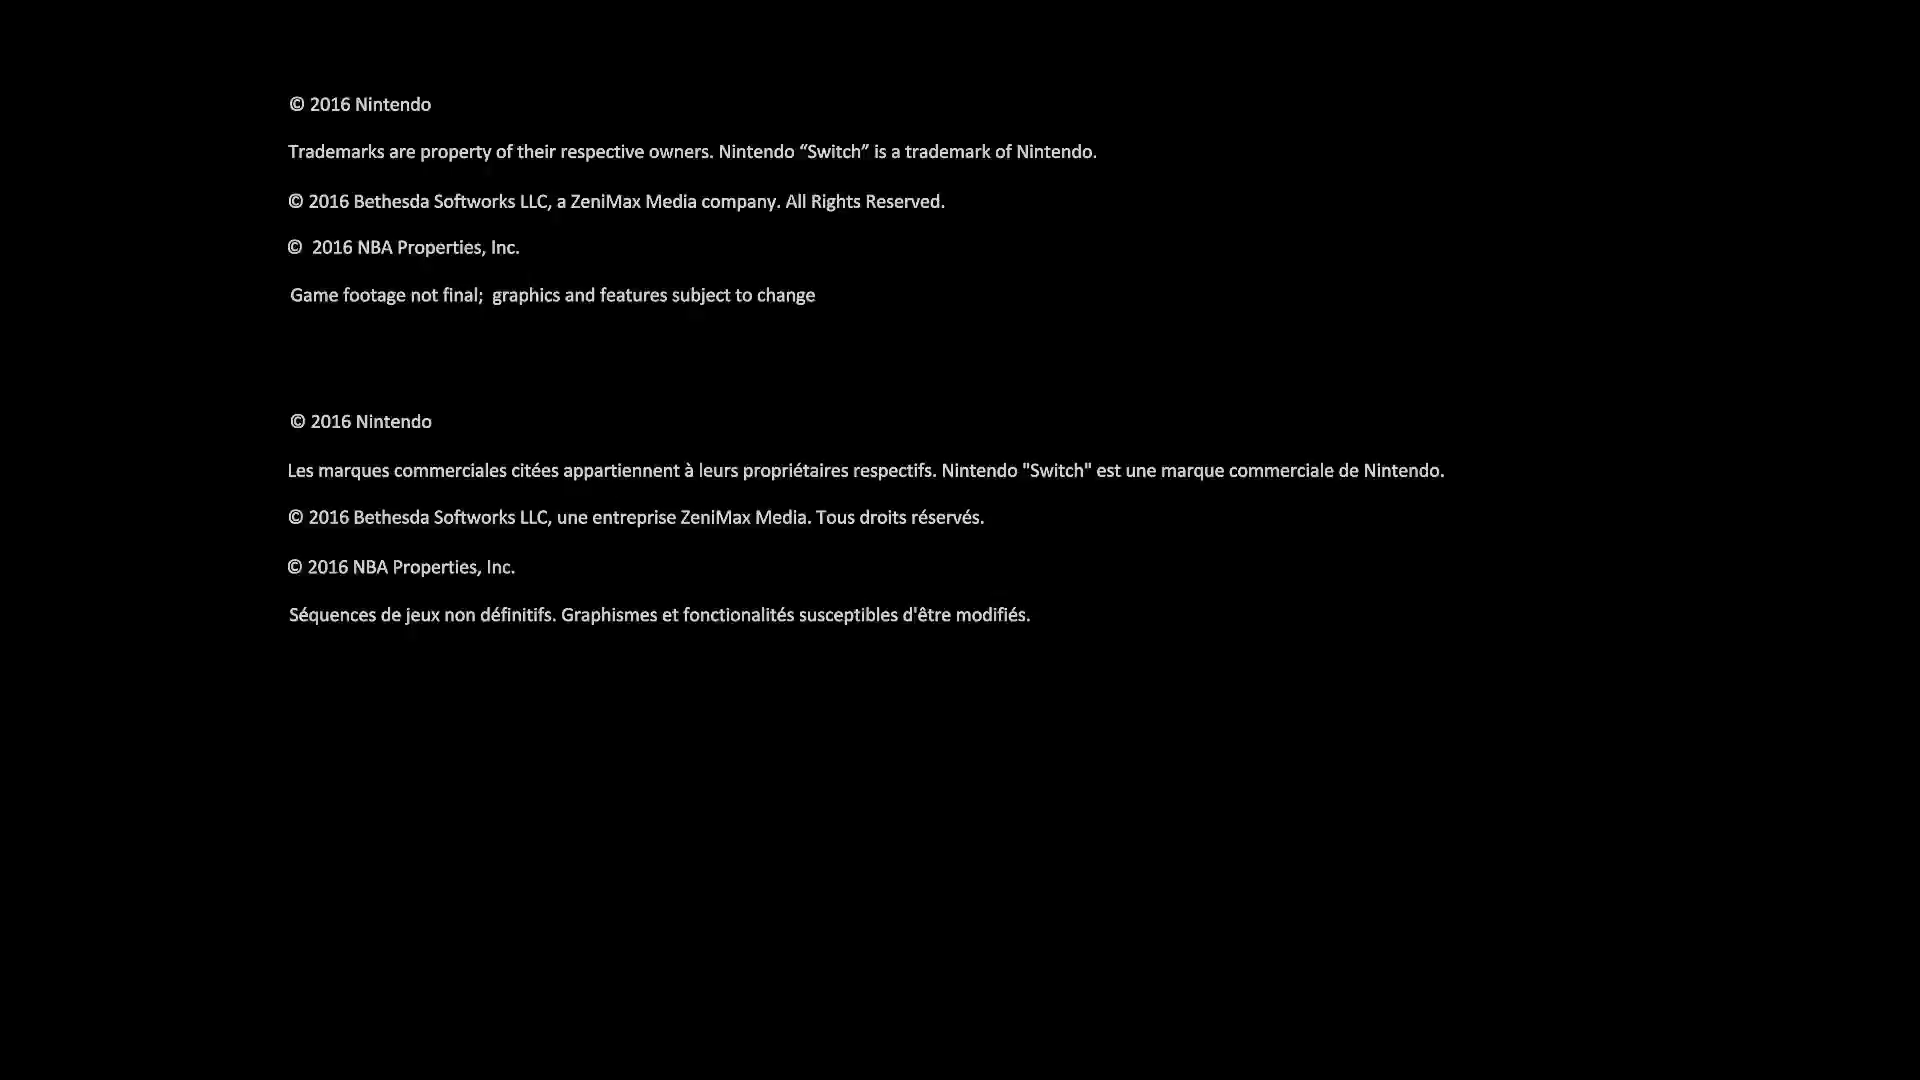 © 2016 Nintendo
Trademarks are property of their respective owners. Nintendo “Switch” is a trademark of Nintendo.
© 2016 Bethesda Softworks LLC, a ZeniMax Media company. All Rights Reserved.
©  2016 NBA Properties, Inc.
Game footage not final;  graphics and features subject to change
© 2016 Nintendo
Les marques commerciales citées appartiennent à leurs propriétaires respectifs. Nintendo "Switch" est une marque commerciale de Nintendo.
© 2016 Bethesda Softworks LLC, une entreprise ZeniMax Media. Tous droits réservés.
© 2016 NBA Properties, Inc.
Séquences de jeux non définitifs. Graphismes et fonctionalités susceptibles d'être modifiés.